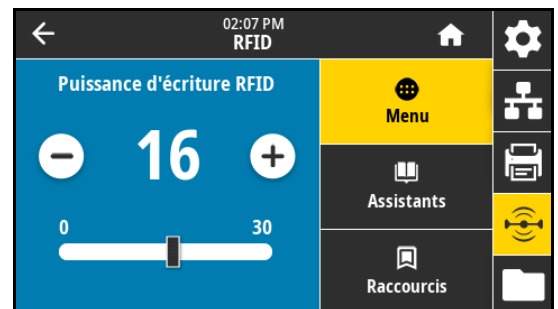 02:07 PM
RFID
Puissance d'écriture RFID
16
0
30
Menu
Assistants
Raccourcis